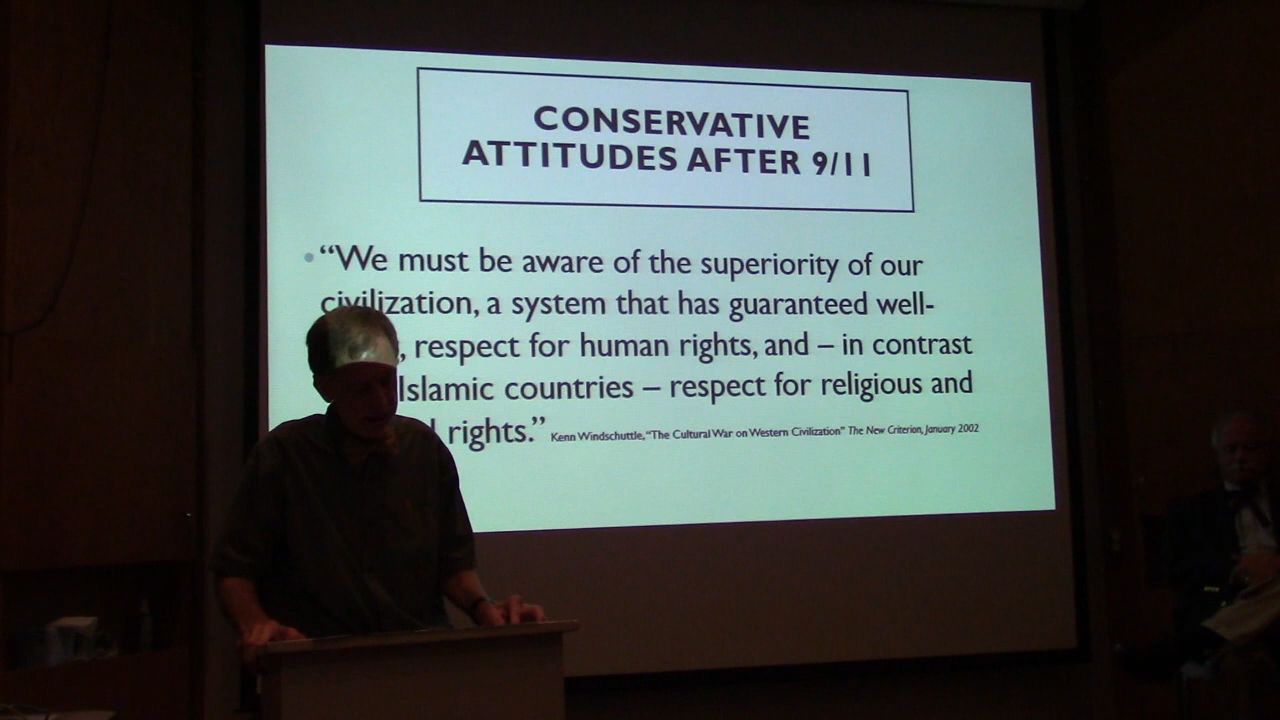 CONSERVATIVE
ATTITUDES AFTER 9/11
• “We must be aware of the superiority of our
civilization, a system that has guaranteed well-
, respect for human rights, and – in contrast
Islamic countries – respect for religious and
rights.” Kenn Windschuttle, “The Cultural War on Western Civilization” The New Criterion, January 2002